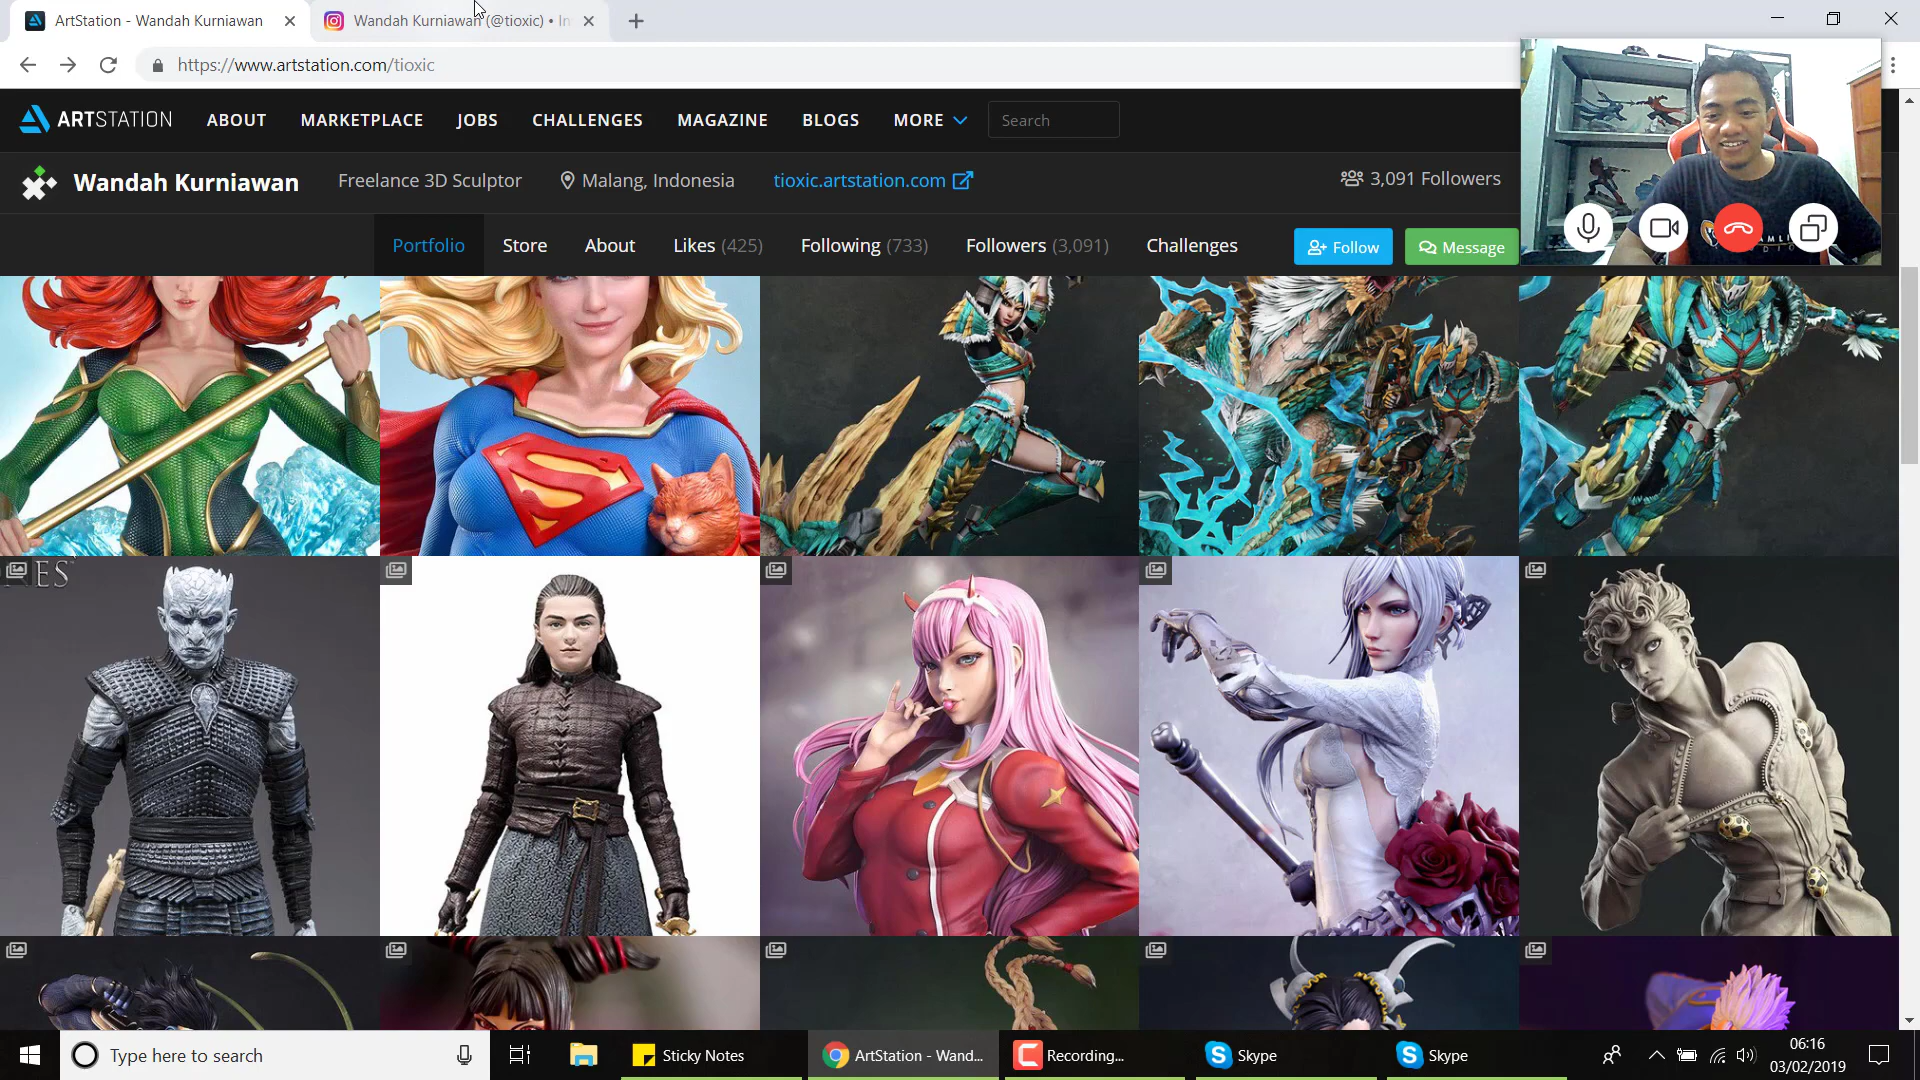 ArtStation - Wandah Kurniawan
Wandah Kurniawan (@tioxic) • In
https://www.artstation.com/tioxic
ARTSTATION
ABOUT
MARKETPLACE
JOBS
CHALLENGES
MAGAZINE
BLOGS
MORE
Search
Wandah Kurniawan
Freelance 3D Sculptor
Malang, Indonesia
tioxic.artstation.com
3,091 Followers
Portfolio
Store
About
Likes (425)
Following (733)
Followers (3,091)
Challenges
Follow
Message
S
Type here to search
Sticky Notes
ArtStation - Wand...
Recording...
Skype
Skype
06:16
03/02/2019